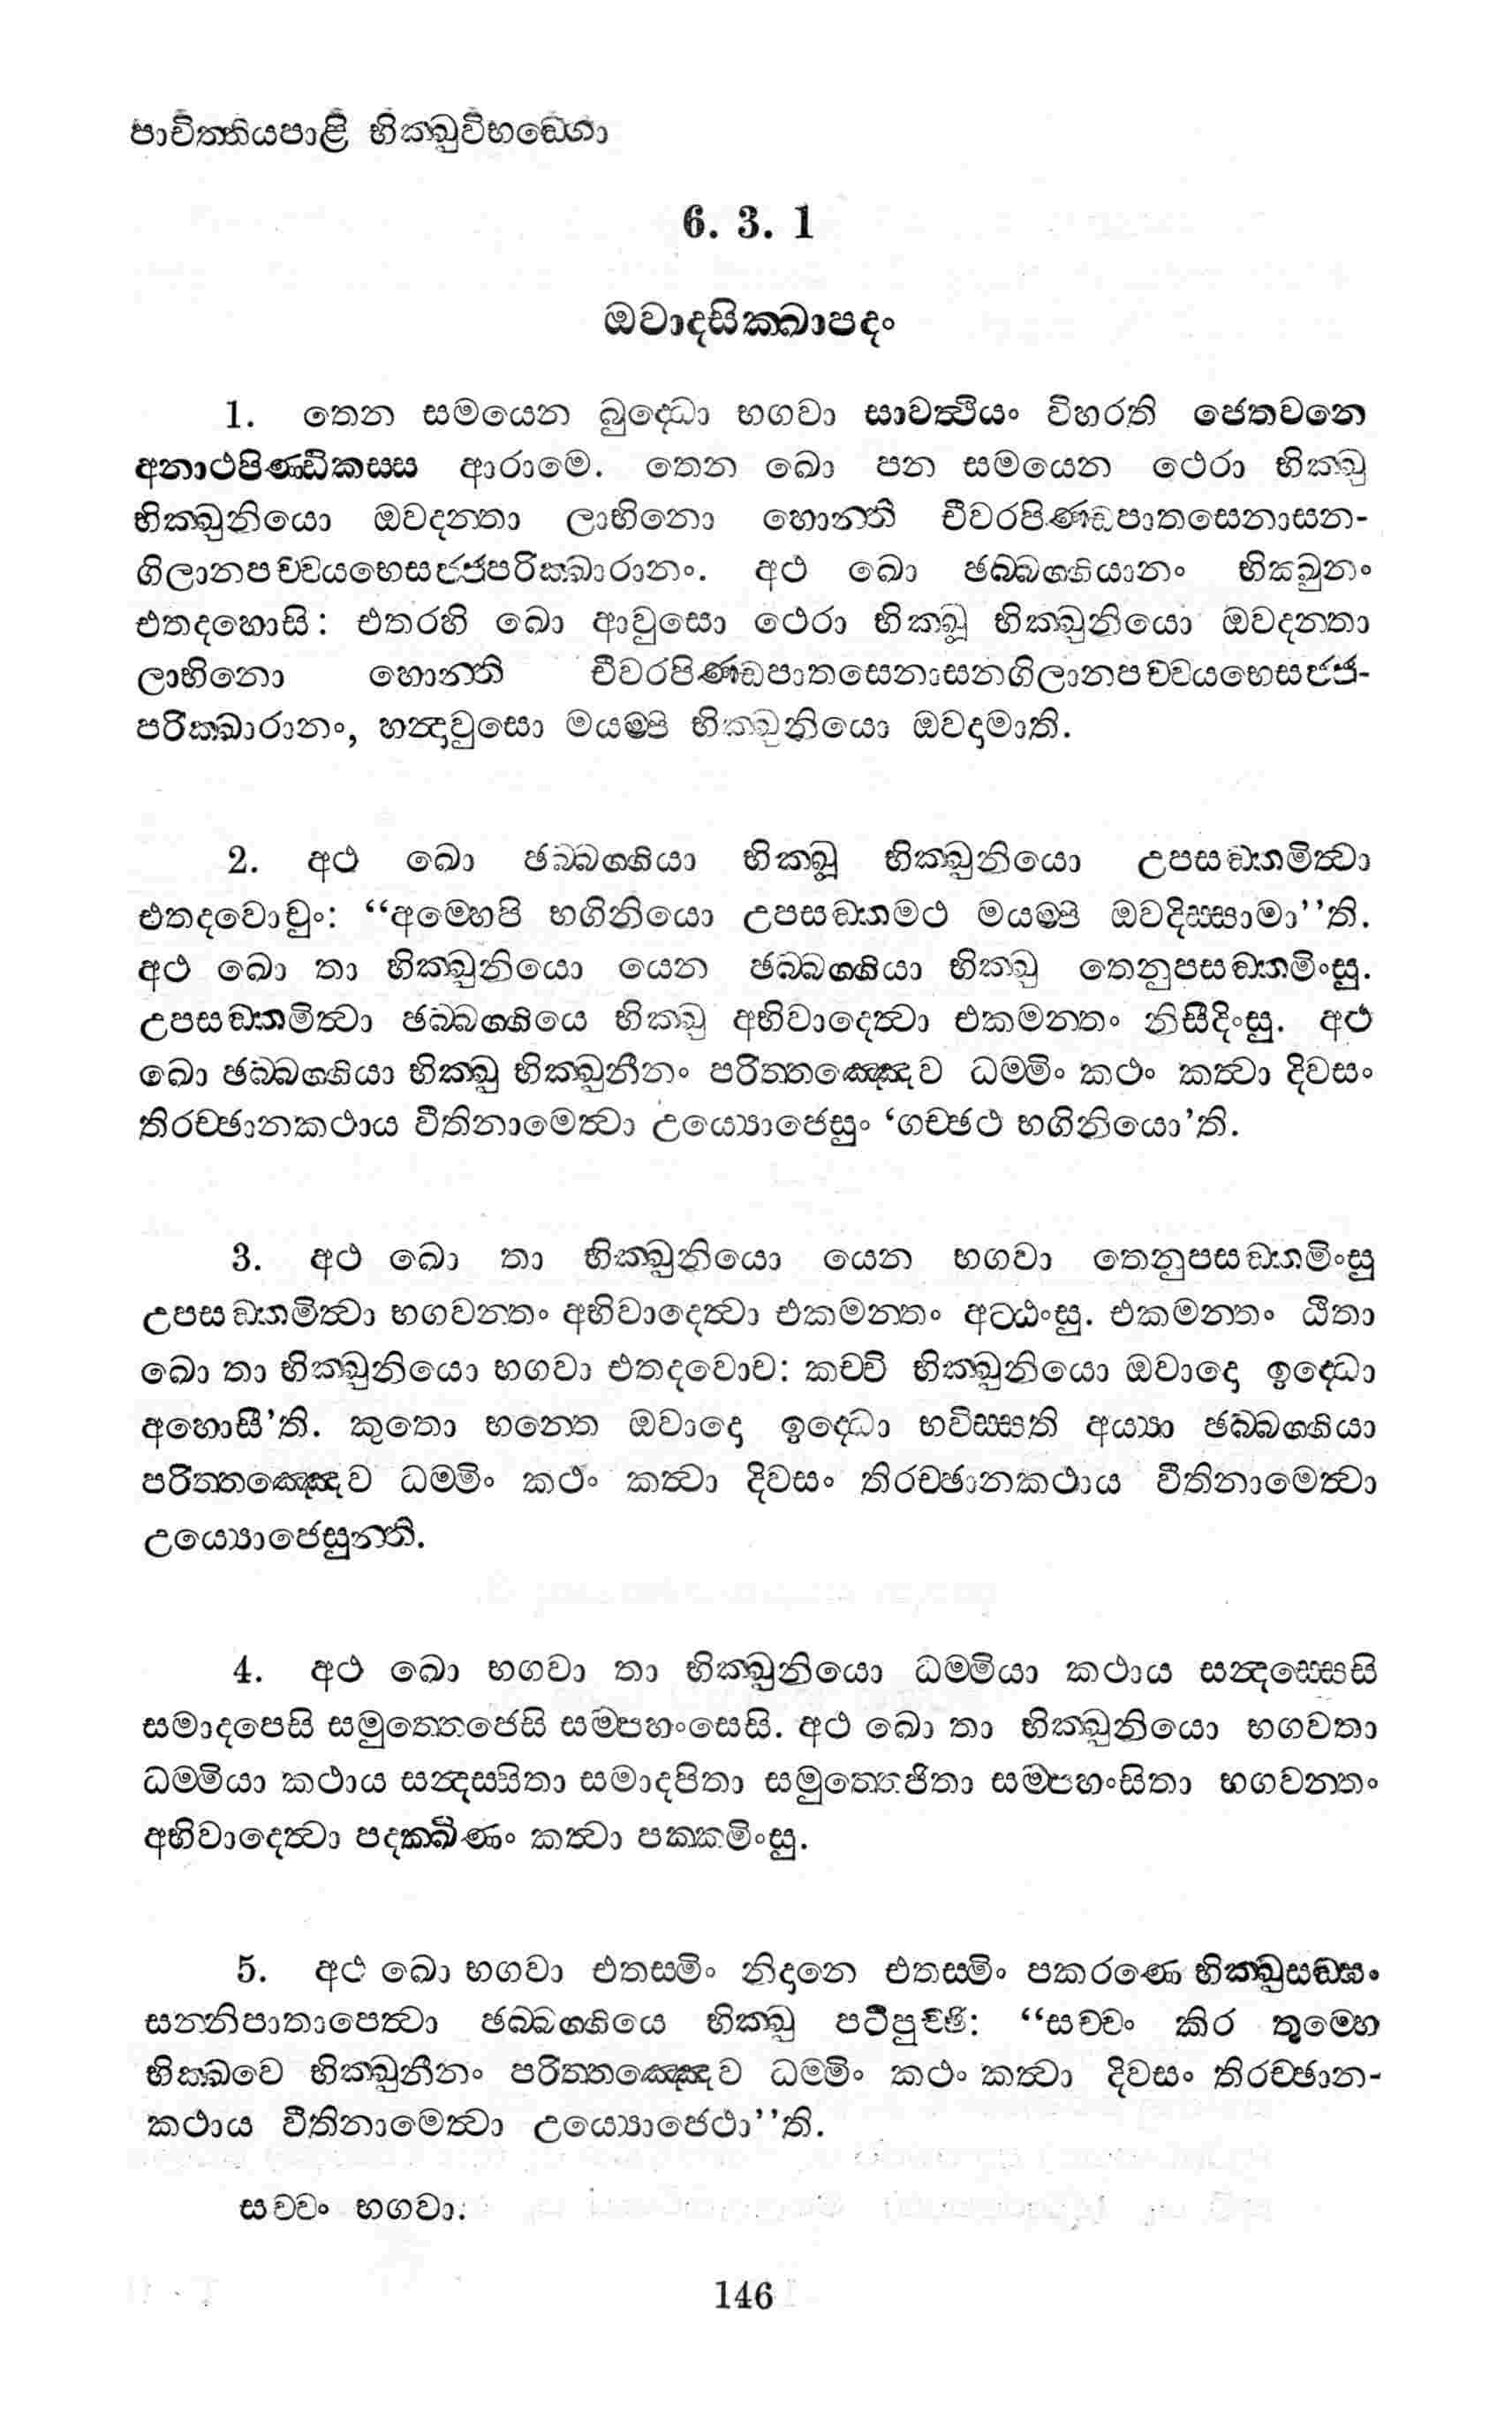 පාචිත්තියපාළි භික්ඛුවිභඞ්ගො
6. 3. 1
ඔවාදසික්ඛාපදං
1. තෙන සමයෙන බුද්ධො භගවා සාවත්ථියං විහරති ජෙතවනෙ
අනාථපිණ්ඩිකස්ස ආරාමෙ. තෙන ඛො පන සමයෙන ථෙරා භික්ඛු
භික්ඛුනියො ඔවදන්තා ලාභිනො හොන්ති චීවරපිණ්ඩපාතසෙනාසන-
ගිලානපච්චයභෙසජ්ජපරික්ඛාරානං. අථ ඛො ඡබ්බග්ගියානං භික්ඛුනං
එතදහොසි: එතරහි ඛො ආවුසො ථෙරා භික්ඛූ භික්ඛුනියො ඔවදන්තා
ලාභිනො හොන්ති චීවරපිණ්ඩපාතසෙනාසනගිලානපච්චයභෙසජ්ජ-
පරික්ඛාරානං, හන්දාවුසො මයම්පි භික්ඛුනියො ඔවදාමාති.
2. අථ ඛො ඡබ්බග්ගියා භික්ඛූ භික්ඛුනියො උපසඞ්කමිත්වා
එතදවොචුං: “අම්හෙපි භගිනියො උපසඞ්කමථ මයම්පි ඔවදිස්සාමා”ති.
අථ ඛො තා භික්ඛුනියො යෙන ඡබ්බග්ගියා භික්ඛු තෙනුපසඞ්කමිංසු.
උපසඞ්කමිත්වා ඡබ්බග්ගියෙ භික්ඛු අභිවාදෙත්වා එකමන්තං නිසීදිංසු. අථ
ඛො ඡබ්බග්ගියා භික්ඛු භික්ඛුනීනං පරිත්තඤ්ඤෙව ධම්මිං කථං කත්වා දිවසං
තිරච්ඡානකථාය වීතිනාමෙත්වා උය්‍යොජෙසුං ‘ගච්ඡථ භගිනියො’ති.
3. අථ ඛො තා භික්ඛුනියො යෙන භගවා තෙනුපසඞ්කමිංසු
උපසඞ්කමිත්වා භගවන්තං අභිවාදෙත්වා එකමන්තං අට්ඨංසු. එකමන්තං ඨිතා
ඛො තා භික්ඛුනියො භගවා එතදවොච: කච්චි භික්ඛුනියො ඔවාදො ඉද්ධො
අහොසී’ති. කුතො භන්තෙ ඔවාදො ඉද්ධො භවිස්සති අය්‍යා ඡබ්බග්ගියා
පරිත්තඤ්ඤෙව ධම්මිං කථං කත්වා දිවසං තිරච්ඡානකථාය වීතිනාමෙත්වා
උය්‍යොජෙසුන්ති.
4. අථ ඛො භගවා තා භික්ඛුනියො ධම්මියා කථාය සන්දස්සෙසි
සමාදපෙසි සමුත්තෙජෙසි සම්පහංසෙසි. අථ ඛො තා භික්ඛුනියො භගවතා
ධම්මියා කථාය සන්දස්සිතා සමාදපිතා සමුත්තෙජිතා සම්පහංසිතා භගවන්තං
අභිවාදෙත්වා පදක්ඛිණං කත්වා පක්කමිංසු.
5. අථ ඛො භගවා එතස්මිං නිදානෙ එතස්මිං පකරණෙ භික්ඛුසඞ්ඝං
සන්නිපාතාපෙත්වා ඡබ්බග්ගියෙ භික්ඛු පටිපුච්ඡි: “සච්චං කිර තුම්හෙ
භික්ඛවෙ භික්ඛුනීනං පරිත්තඤ්ඤෙව ධම්මිං කථං කත්වා දිවසං තිරච්ඡාන-
කථාය වීතිනාමෙත්වා උය්‍යොජෙථා”ති.
සච්චං භගවා.
146